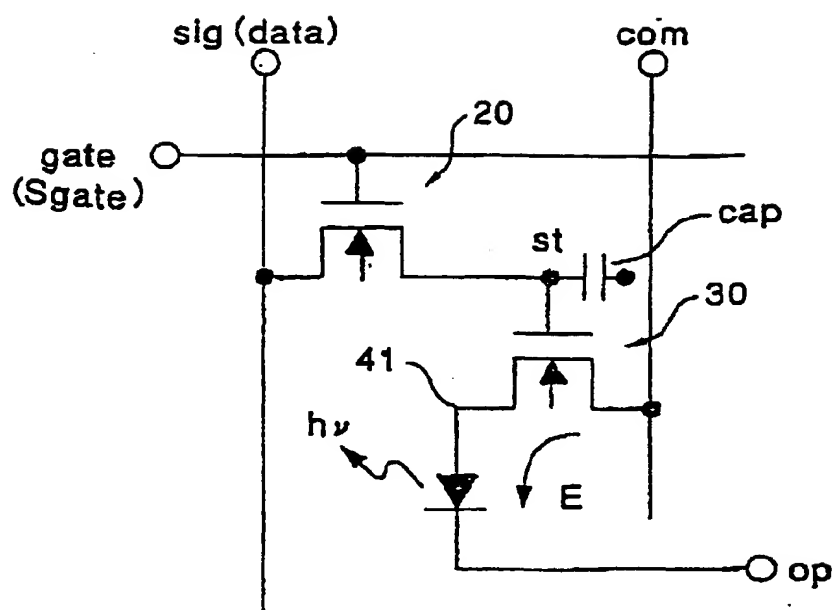 sig (data)
com
gate
(Sgate)
20
st
cap
30
41
hν
E
op